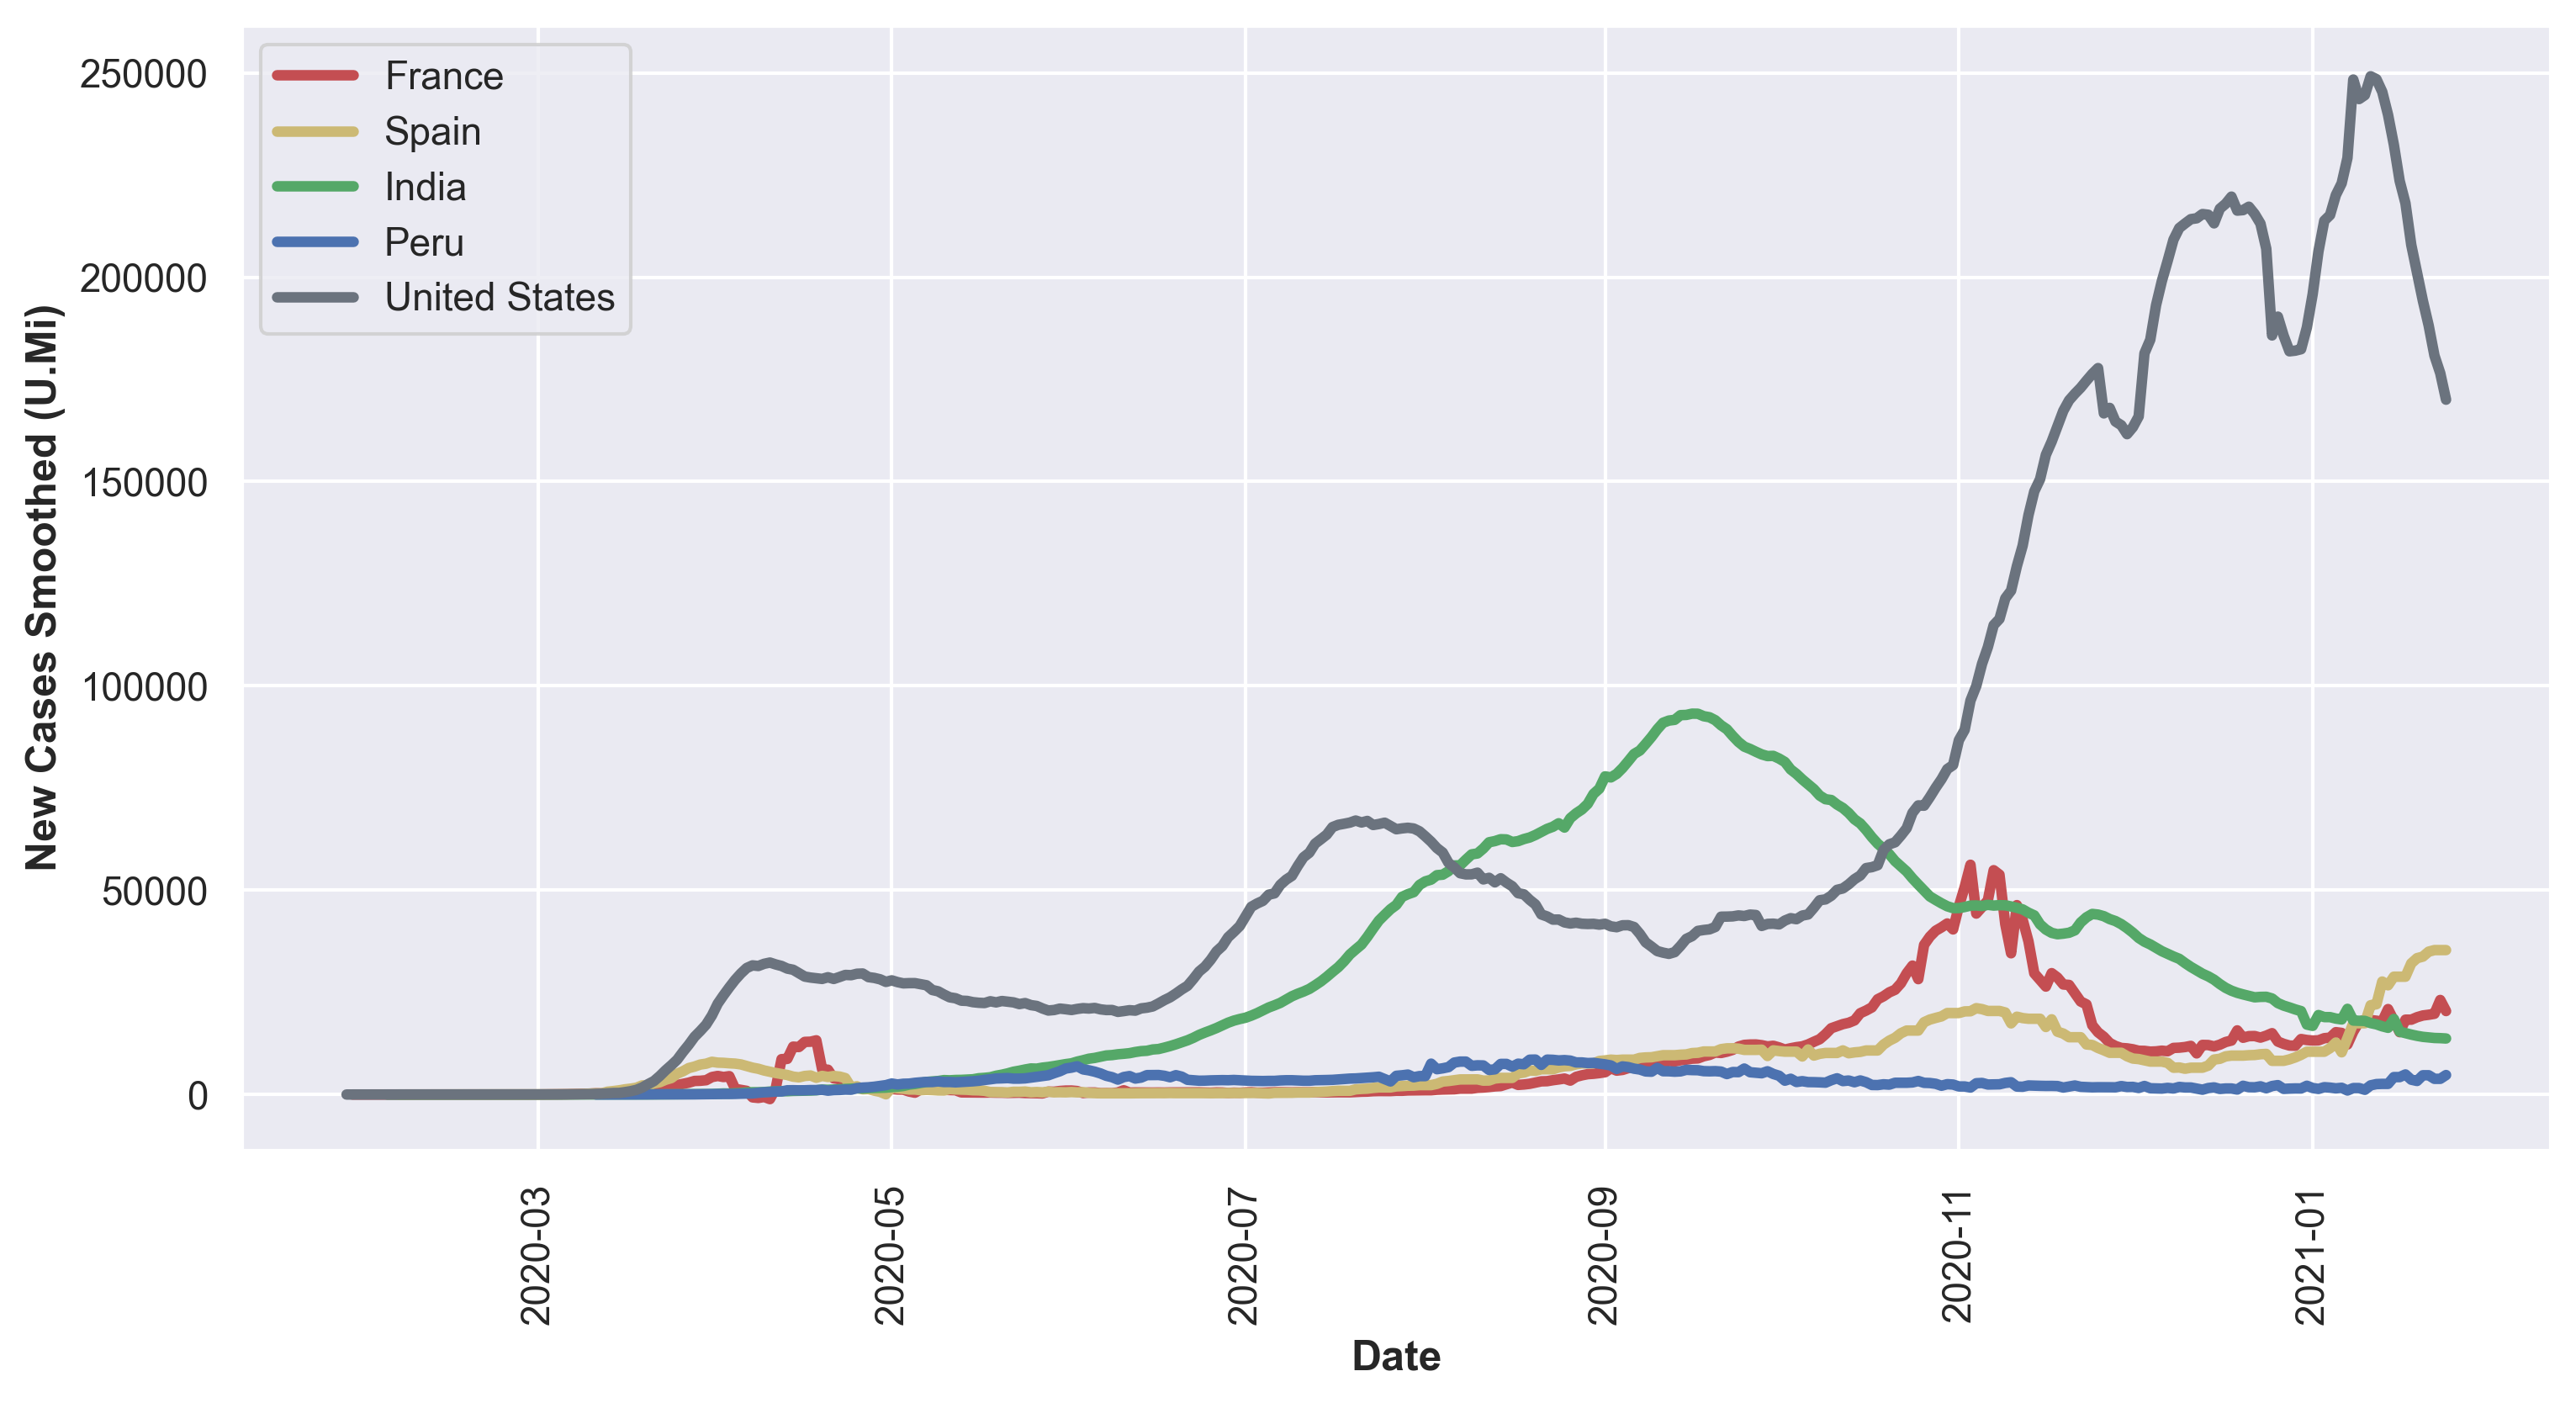 250000
200000
150000
100000
50000
0
New Cases Smoothed (U.Mi)
France
Spain
India
Peru
United States
2020-03
2020-05
2020-07
2020-09
2020-11
2021-01
Date